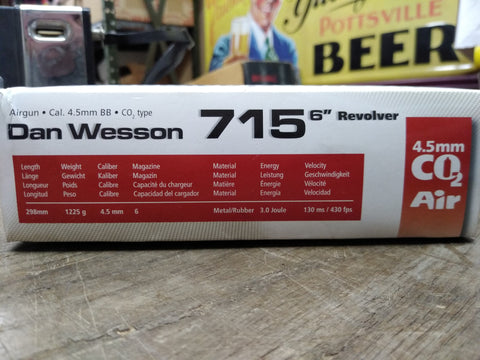 POTTSVILLE
BEER
Airgun • Cal. 4.5mm BB • CO₂ type
Dan Wesson 715 6" Revolver
4.5mm
CO₂
Air
Length Weight Caliber Magazine Material Energy Velocity
Länge Gewicht Kaliber Magazin Material Leistung Geschwindigkeit
Longueur Poids Calibre Capacité du chargeur Matière Énergie Vélocité
Longitud Peso Calibre Capacidad del cargador Material Energía Velocidad
298mm 1225 g 4.5 mm 6 Metal/Rubber 3.0 Joule 130 ms / 430 fps